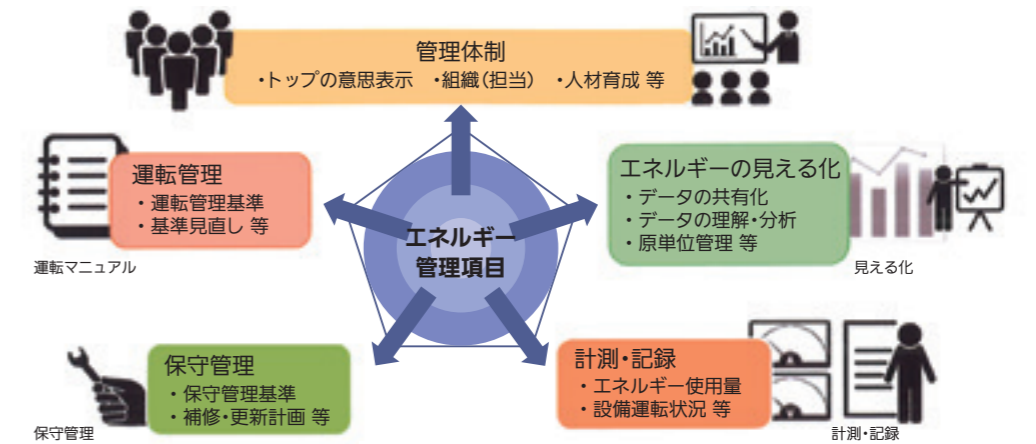 管理体制
・トップの意思表示 ・組織(担当) ・人材育成 等
運転管理
・運転管理基準
・基準見直し 等
運転マニュアル
エネルギーの見える化
・データの共有化
・データの理解・分析
・原単位管理 等
見える化
エネルギー
管理項目
保守管理
・保守管理基準
・補修・更新計画 等
保守管理
計測・記録
・エネルギー使用量
・設備運転状況 等
計測・記録